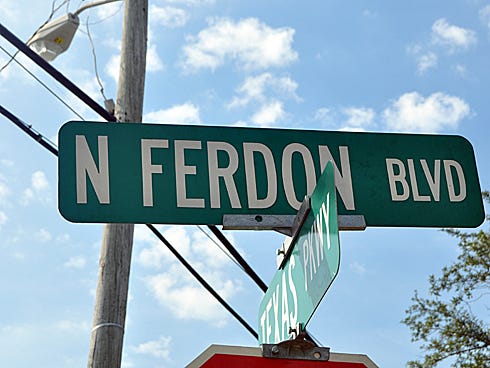 N FERDON BLVD
TEXAS PKWY